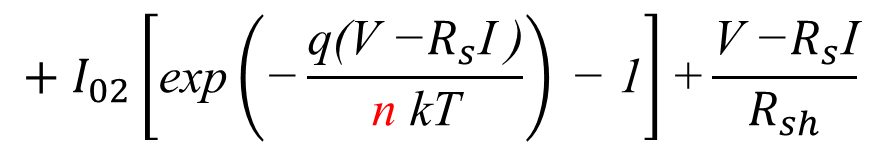 + I₀₂ [exp (− q(V − RₛI) / n kT) − 1] + V − RₛI / Rₛₕ